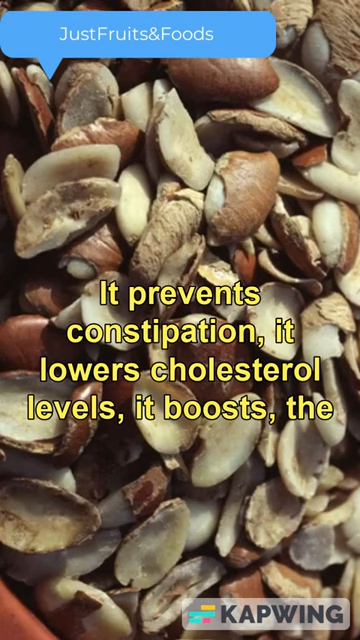 JustFruits&Foods
It prevents
constipation, it
lowers cholesterol
levels, it boosts, the
KAPWING